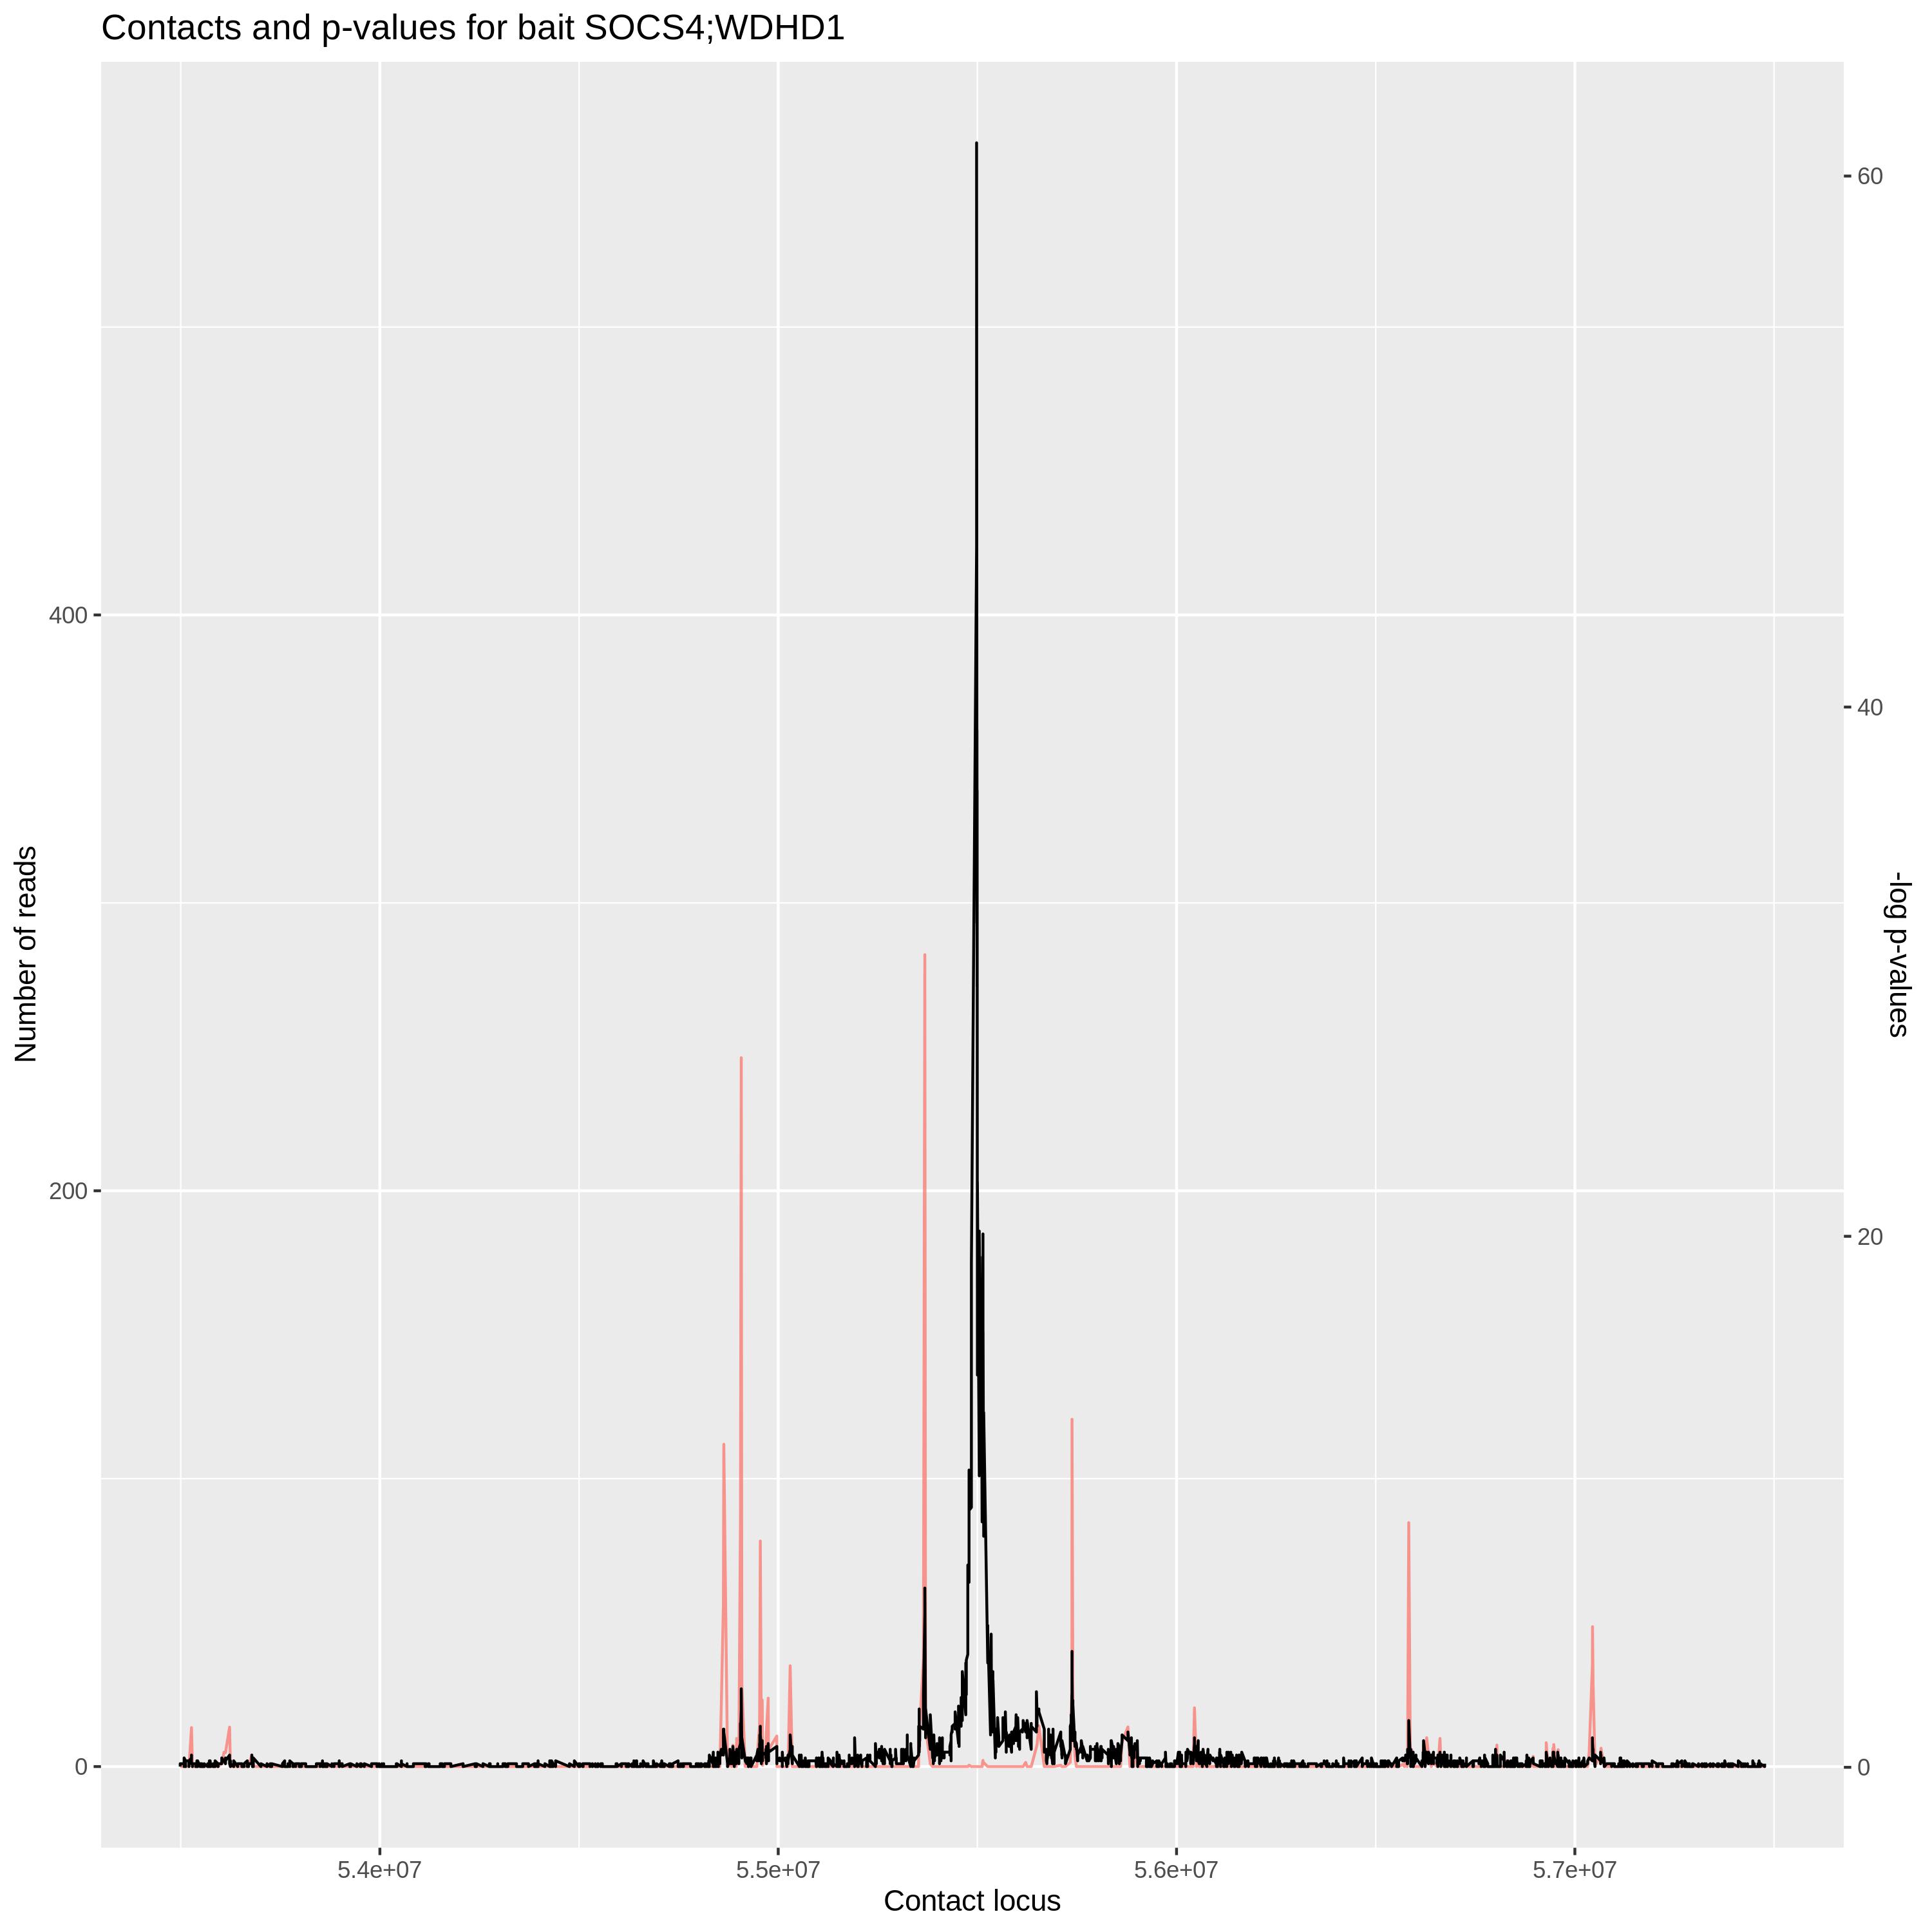 Contacts and p-values for bait SOCS4;WDHD1
60
400
40
Number of reads
-log p-values
200
20
0
0
5.4e+07
5.5e+07
5.6e+07
5.7e+07
Contact locus